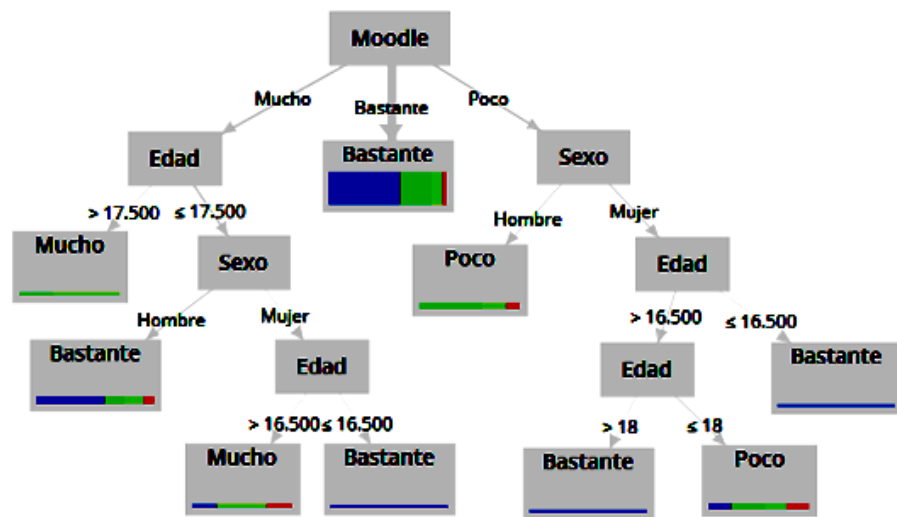 Moodle
Mucho
Bastante
Poco
Edad
Bastante
Sexo
> 17.500
≤ 17.500
Hombre
Mujer
Mucho
Sexo
Poco
Edad
Hombre
Mujer
> 16.500
≤ 16.500
Bastante
Edad
Edad
Bastante
> 16.500
≤ 16.500
> 18
≤ 18
Mucho
Bastante
Bastante
Poco